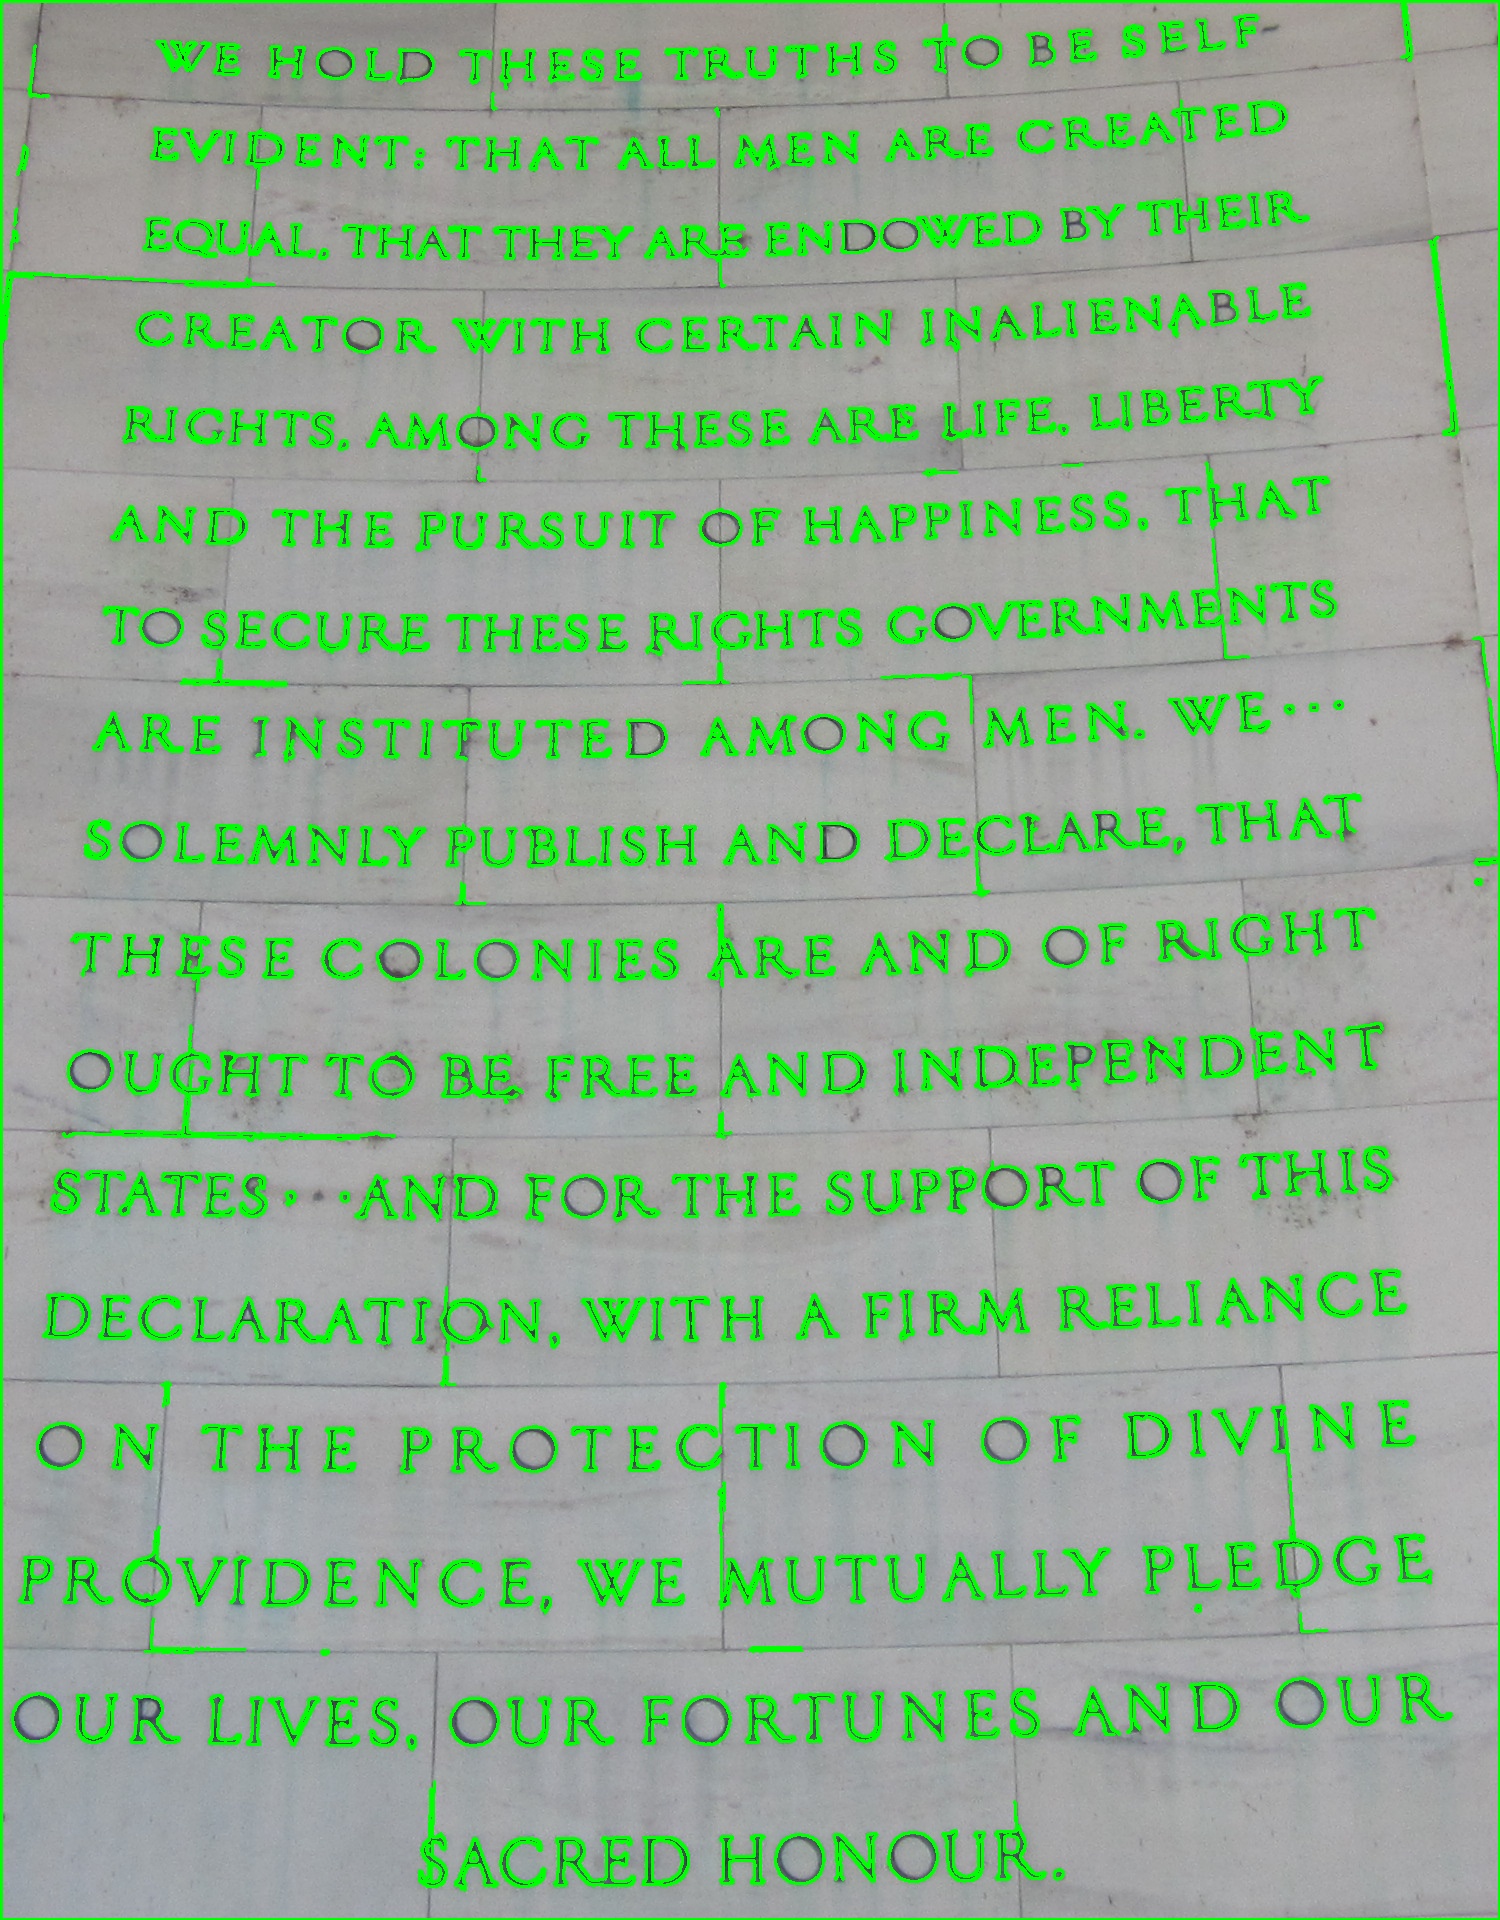 WE HOLD THESE TRUTHS TO BE SELF-
EVIDENT: THAT ALL MEN ARE CREATED
EQUAL, THAT THEY ARE ENDOWED BY THEIR
CREATOR WITH CERTAIN INALIENABLE
RIGHTS, AMONG THESE ARE LIFE, LIBERTY
AND THE PURSUIT OF HAPPINESS, THAT
TO SECURE THESE RIGHTS GOVERNMENTS
ARE INSTITUTED AMONG MEN. WE···
SOLEMNLY PUBLISH AND DECLARE, THAT
THESE COLONIES ARE AND OF RIGHT
OUGHT TO BE FREE AND INDEPENDENT
STATES···AND FOR THE SUPPORT OF THIS
DECLARATION, WITH A FIRM RELIANCE
ON THE PROTECTION OF DIVINE
PROVIDENCE, WE MUTUALLY PLEDGE
OUR LIVES, OUR FORTUNES AND OUR
SACRED HONOUR.